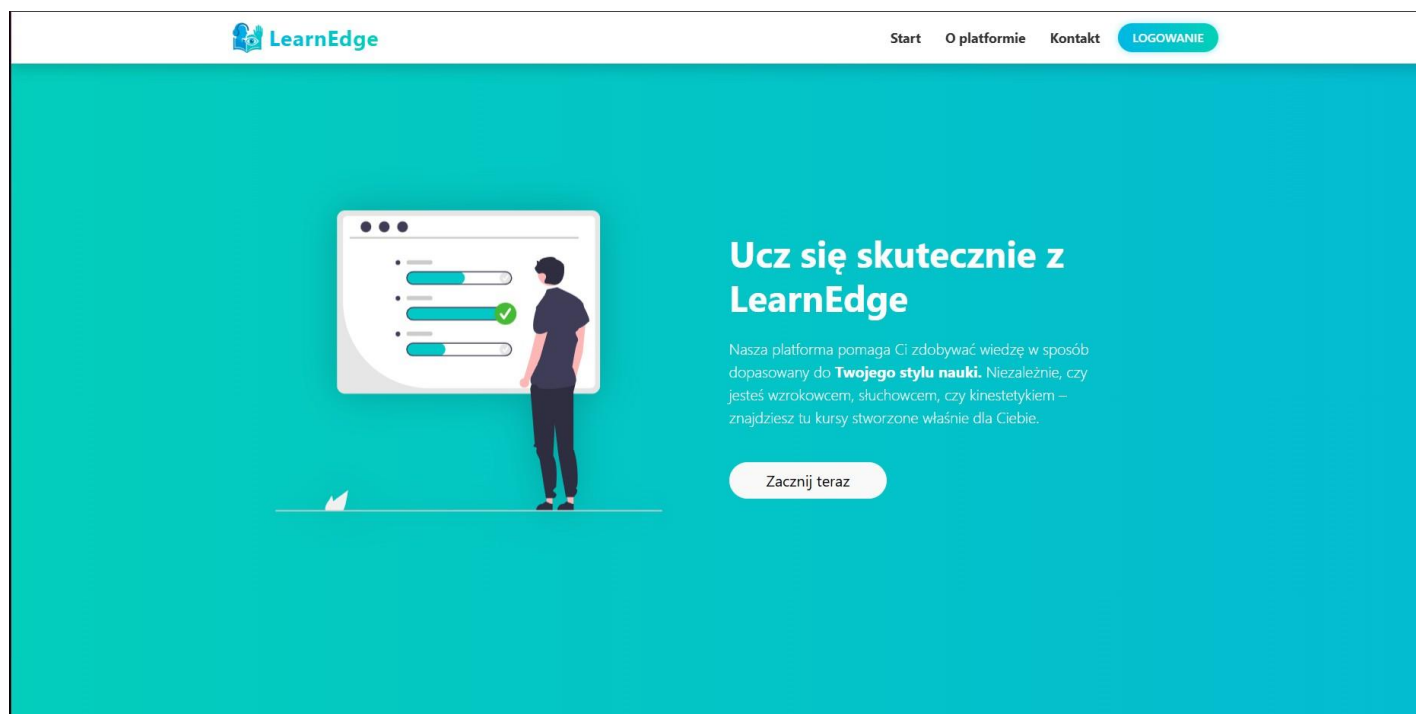 LearnEdge
Start
O platformie
Kontakt
LOGOWANIE
Ucz się skutecznie z
LearnEdge
Nasza platforma pomaga Ci zdobywać wiedzę w sposób
dopasowany do Twojego stylu nauki. Niezależnie, czy
jesteś wzrokowcem, słuchowcem, czy kinestetykiem –
znajdziesz tu kursy stworzone właśnie dla Ciebie.
Zacznij teraz